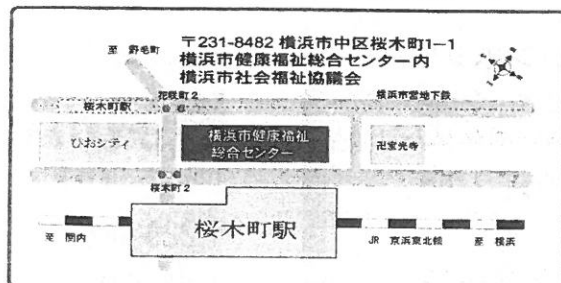 〒231-8482 横浜市中区桜木町1ー1
横浜市健康福祉総合センター内
横浜市社会福祉協議会
至 野毛町
桜木町駅
花咲町2
横浜市営地下鉄
ぴおシティ
横浜市健康福祉
総合センター
卍宝光寺
桜木町2
桜木町駅
至 関内
JR 京浜東北線
至 横浜